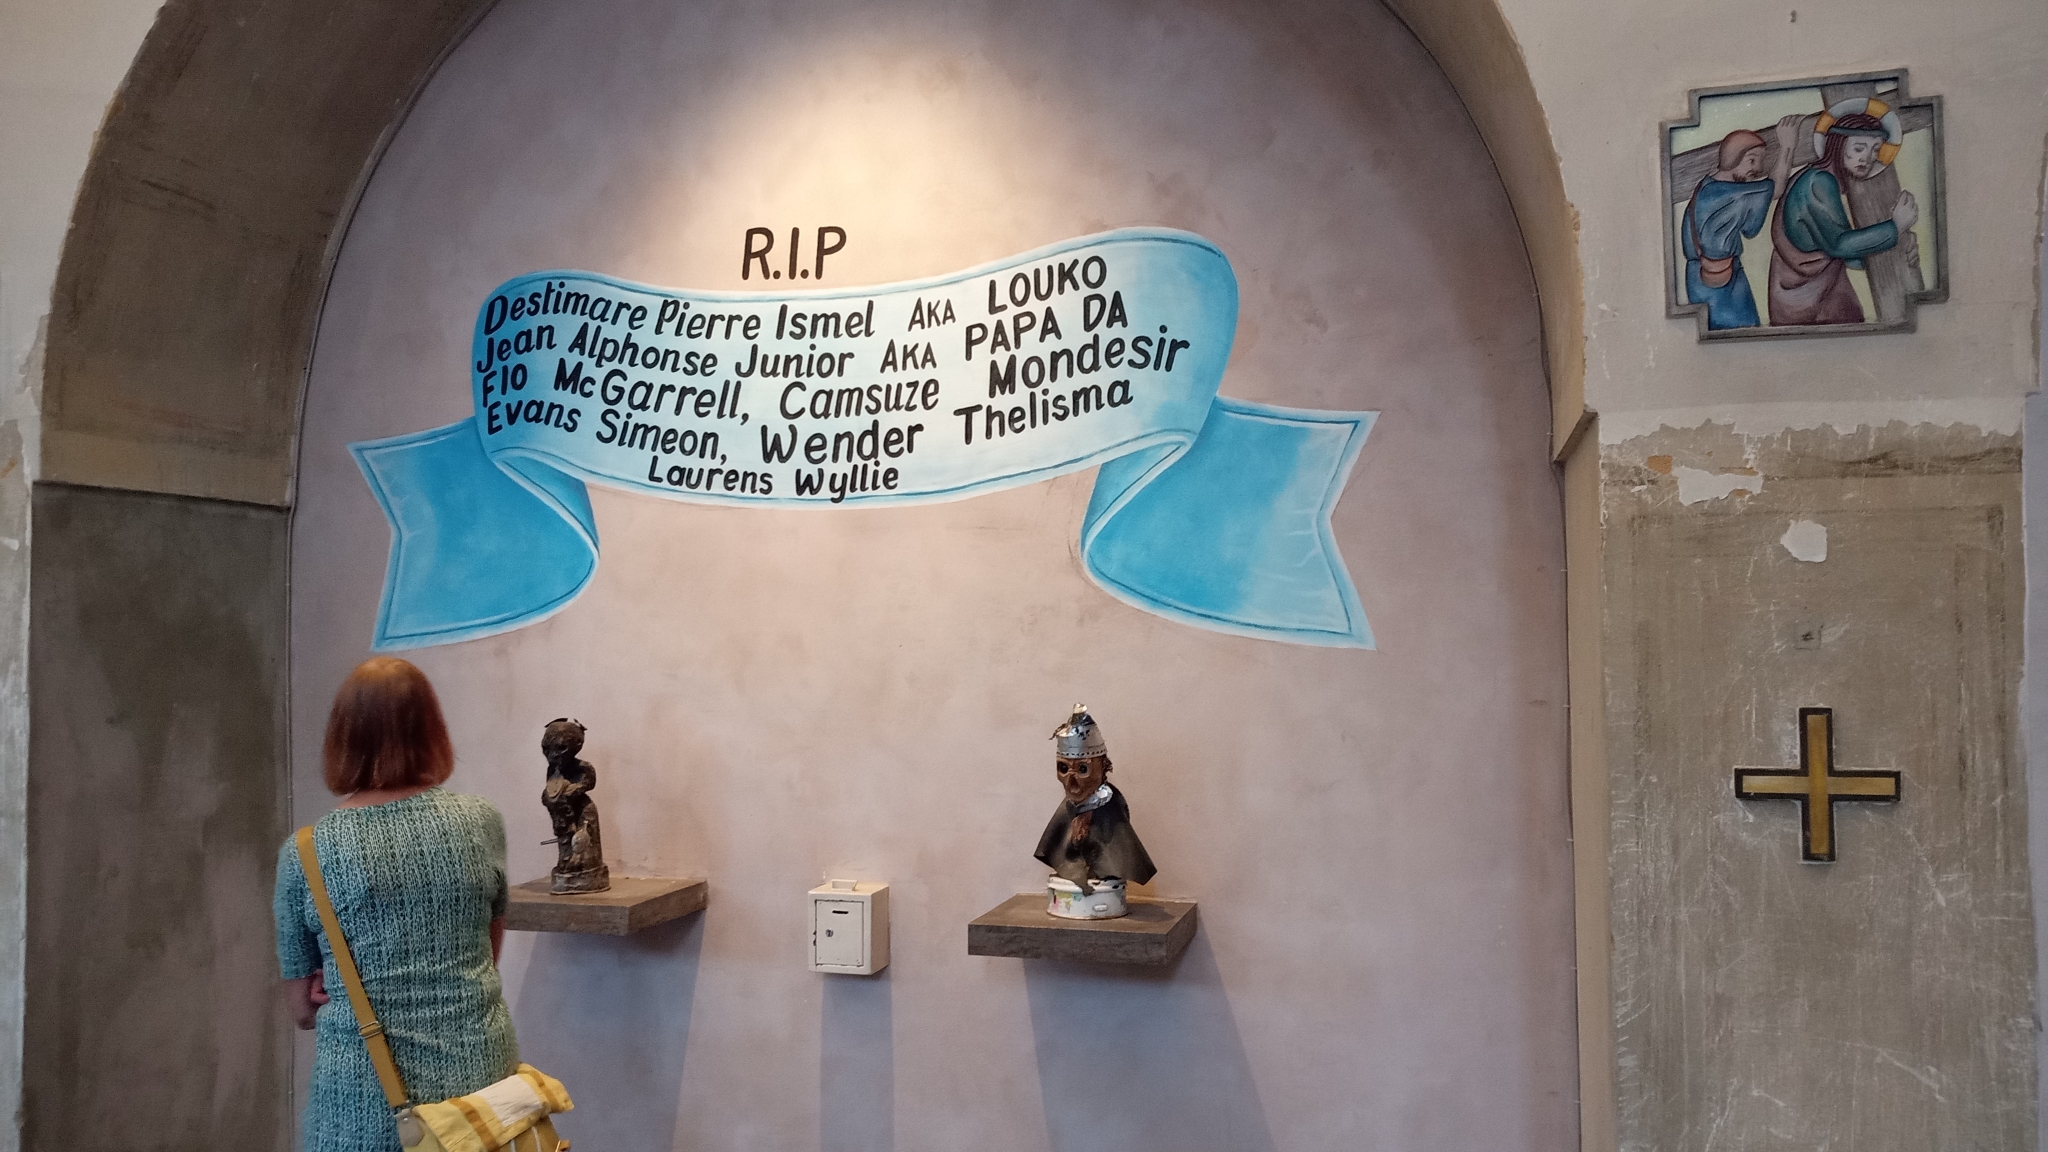 R.I.P
Destimare Pierre Ismel AKA LOUKO
Jean Alphonse Junior AKA PAPA DA
Flo McGarrell, Camsuze Mondesir
Evans Simeon, Wender Thelisma
Laurens Wyllie